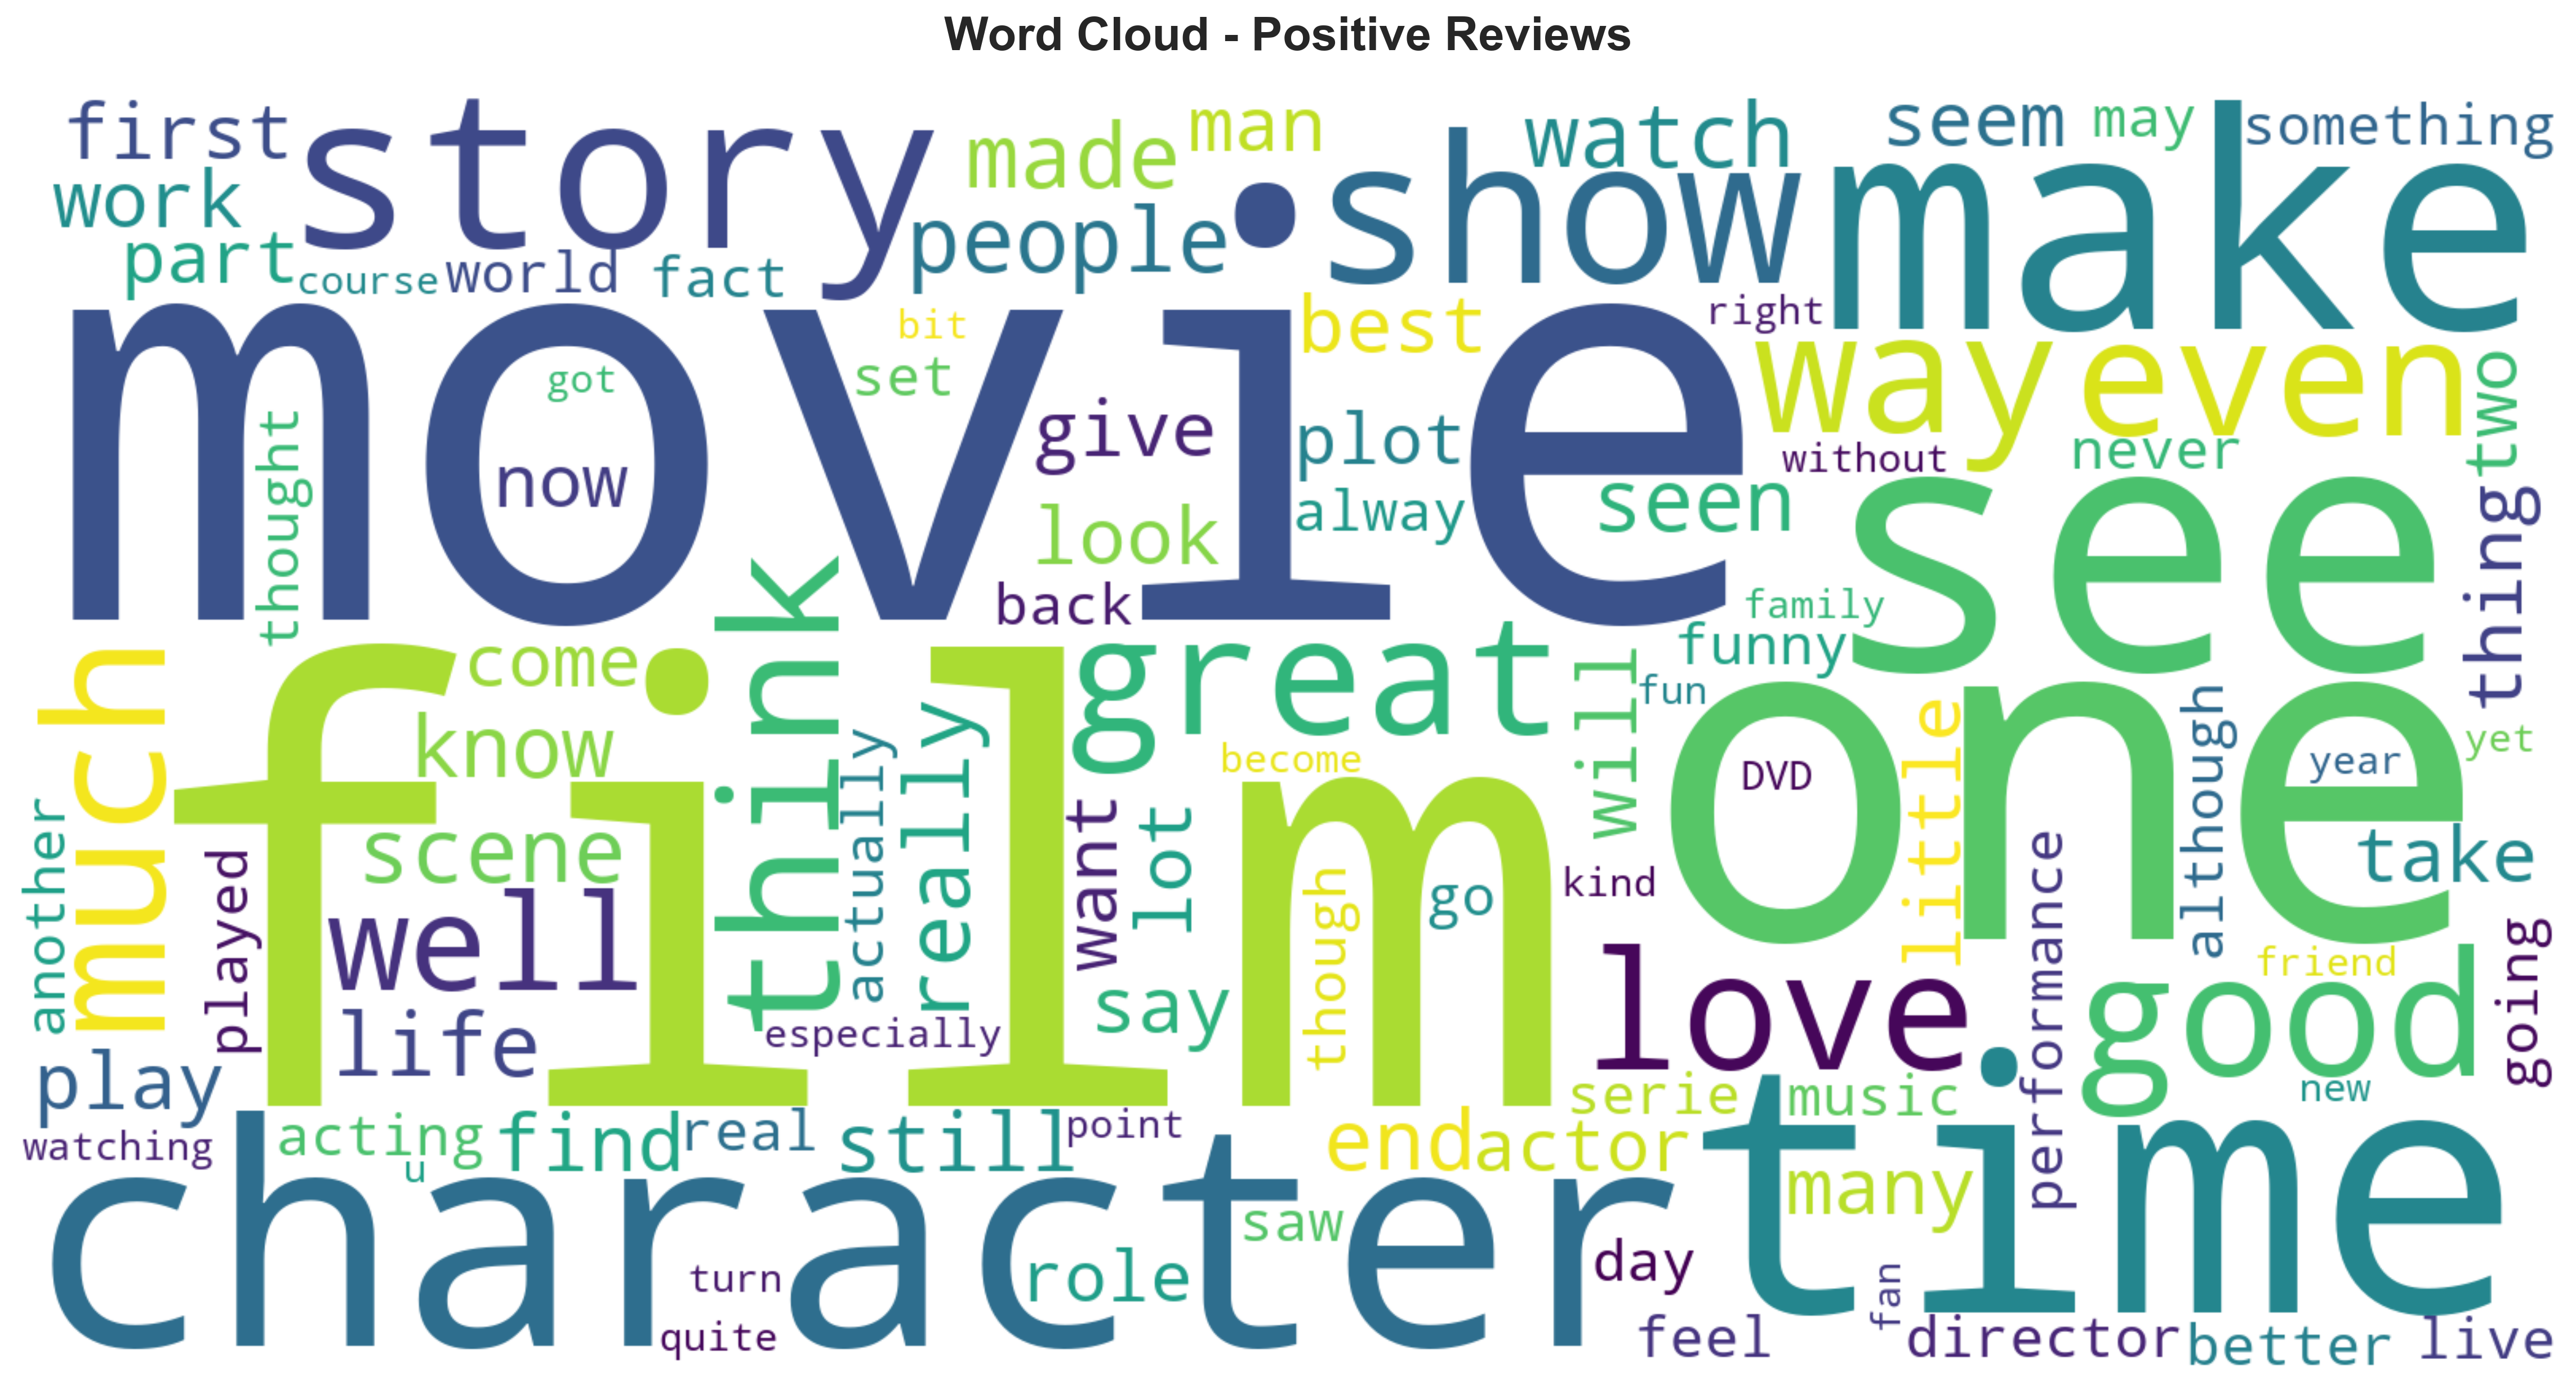 Word Cloud - Positive Reviews
first
story
made
man
watch
seem
may
something
work
people
show
make
part
course
world
fact
movie
bit
best
right
got
set
way
even
two
thought
now
give
plot
without
never
look
alway
seen
see
thing
back
family
much
come
think
great
will
funny
fun
know
film
actually
really
become
one
DVD
little
although
year
yet
another
scene
want
lot
take
played
well
though
go
kind
performance
life
especially
say
love
good
friend
going
play
serie
music
time
new
watching
acting
u
find
real
still
point
end
actor
many
character
turn
quite
role
saw
day
feel
fan
director
better
live